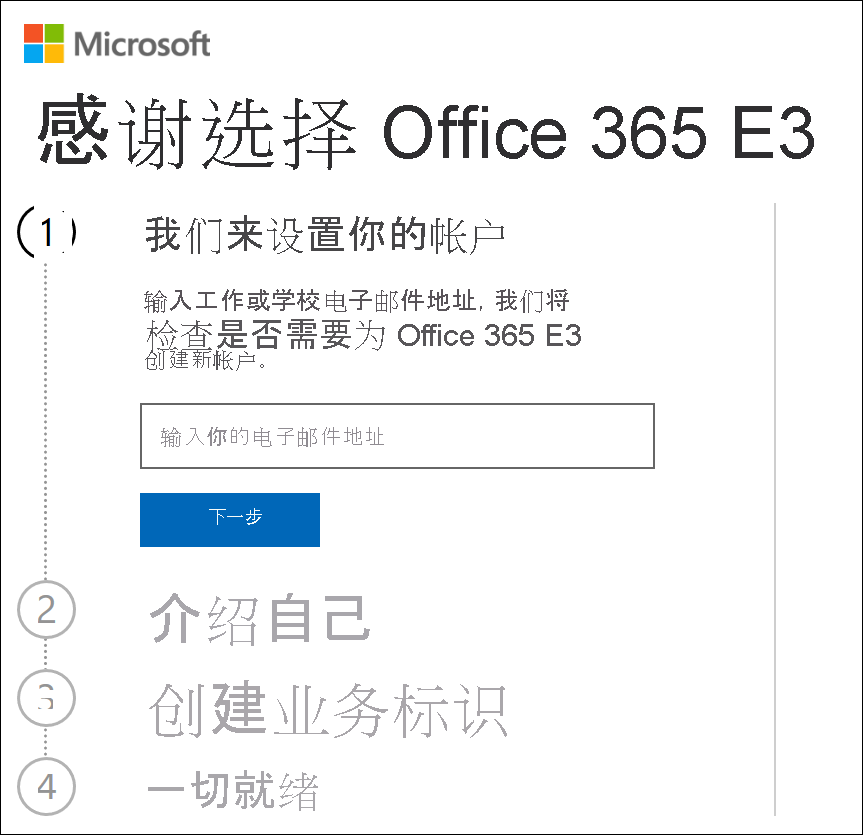 Microsoft
感谢选择 Office 365 E3
1
我们来设置你的帐户
输入工作或学校电子邮件地址, 我们将
检查是否需要为 Office 365 E3
创建新帐户。
输入你的电子邮件地址
下一步
2
介绍自己
3
创建业务标识
4
一切就绪